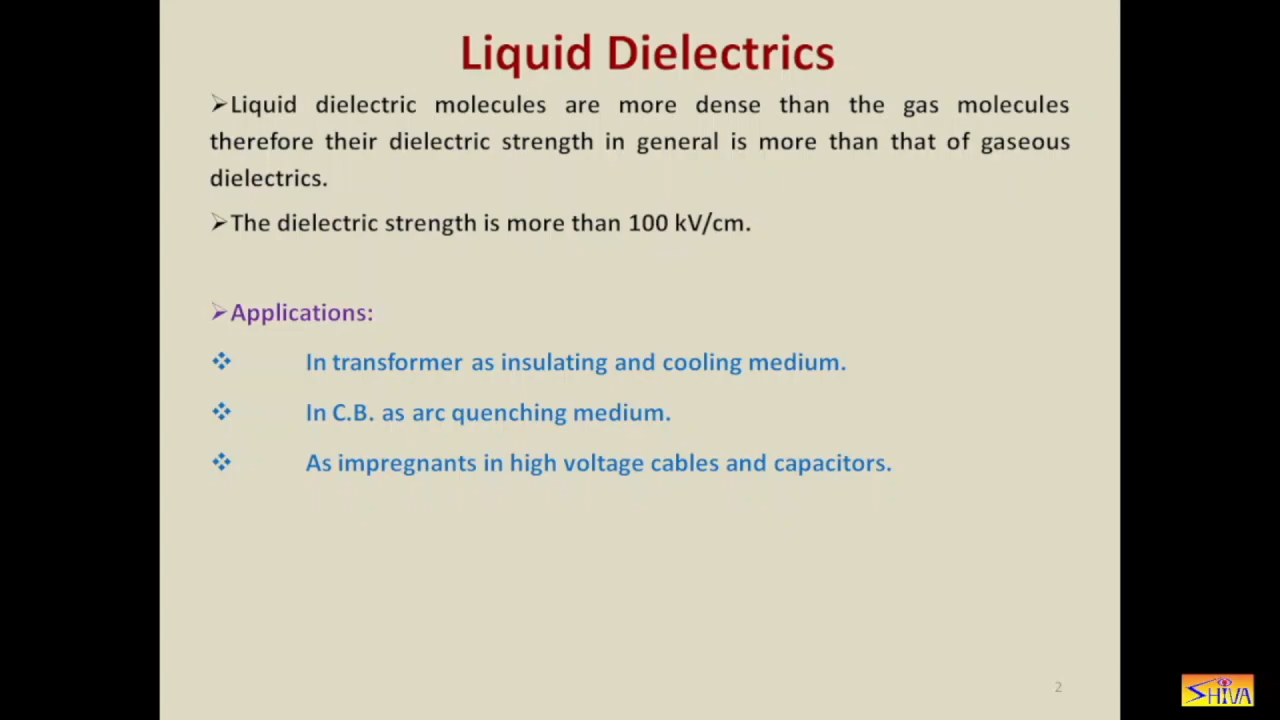 Liquid Dielectrics
➢Liquid dielectric molecules are more dense than the gas molecules
therefore their dielectric strength in general is more than that of gaseous
dielectrics.
➢The dielectric strength is more than 100 kV/cm.
➢Applications:
❖ In transformer as insulating and cooling medium.
❖ In C.B. as arc quenching medium.
❖ As impregnants in high voltage cables and capacitors.
2
SHIVA